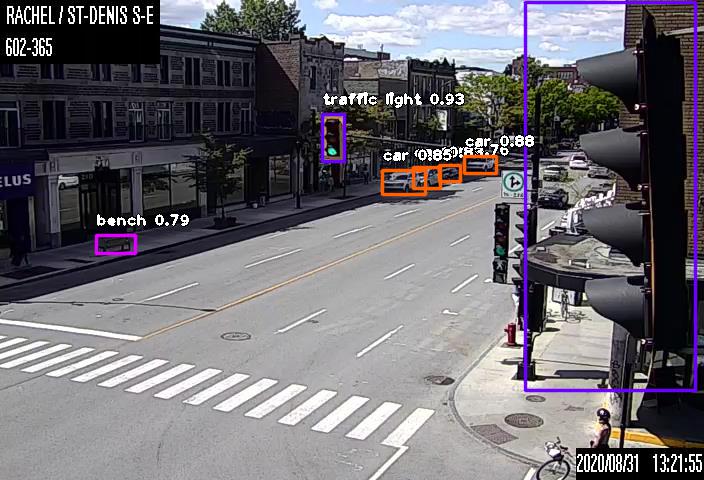 RACHEL / ST-DENIS S-E
602-365
traffic light 0.93
car 0.88
car 0.85
bench 0.79
ELUS
2020/08/31 13:21:55